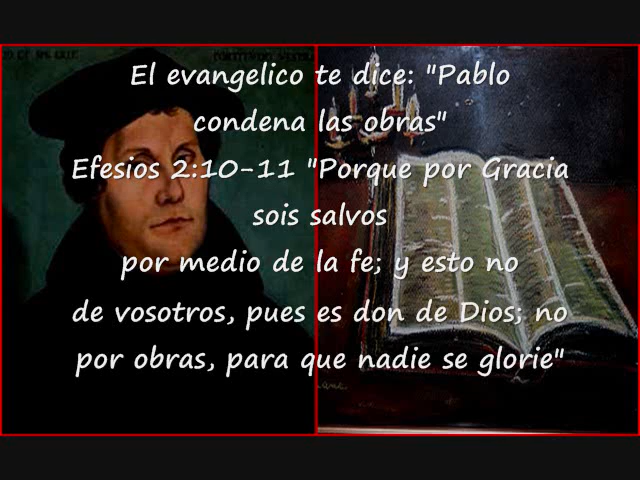 El evangelico te dice: "Pablo
condena las obras"
Efesios 2:10-11 "Porque por Gracia
sois salvos
por medio de la fe; y esto no
de vosotros, pues es don de Dios; no
por obras, para que nadie se glorie"